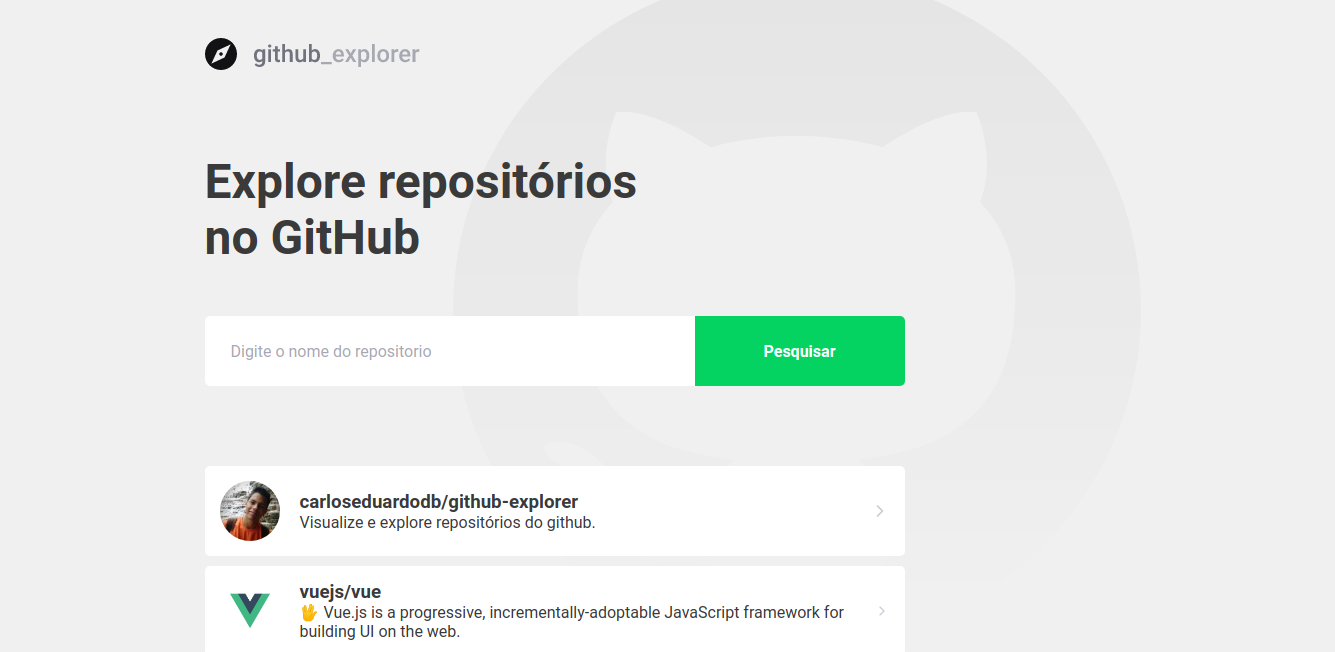 github_explorer
Explore repositórios
no GitHub
Digite o nome do repositorio
Pesquisar
carloseduardodb/github-explorer
Visualize e explore repositórios do github.
vuejs/vue
🖖 Vue.js is a progressive, incrementally-adoptable JavaScript framework for
building UI on the web.